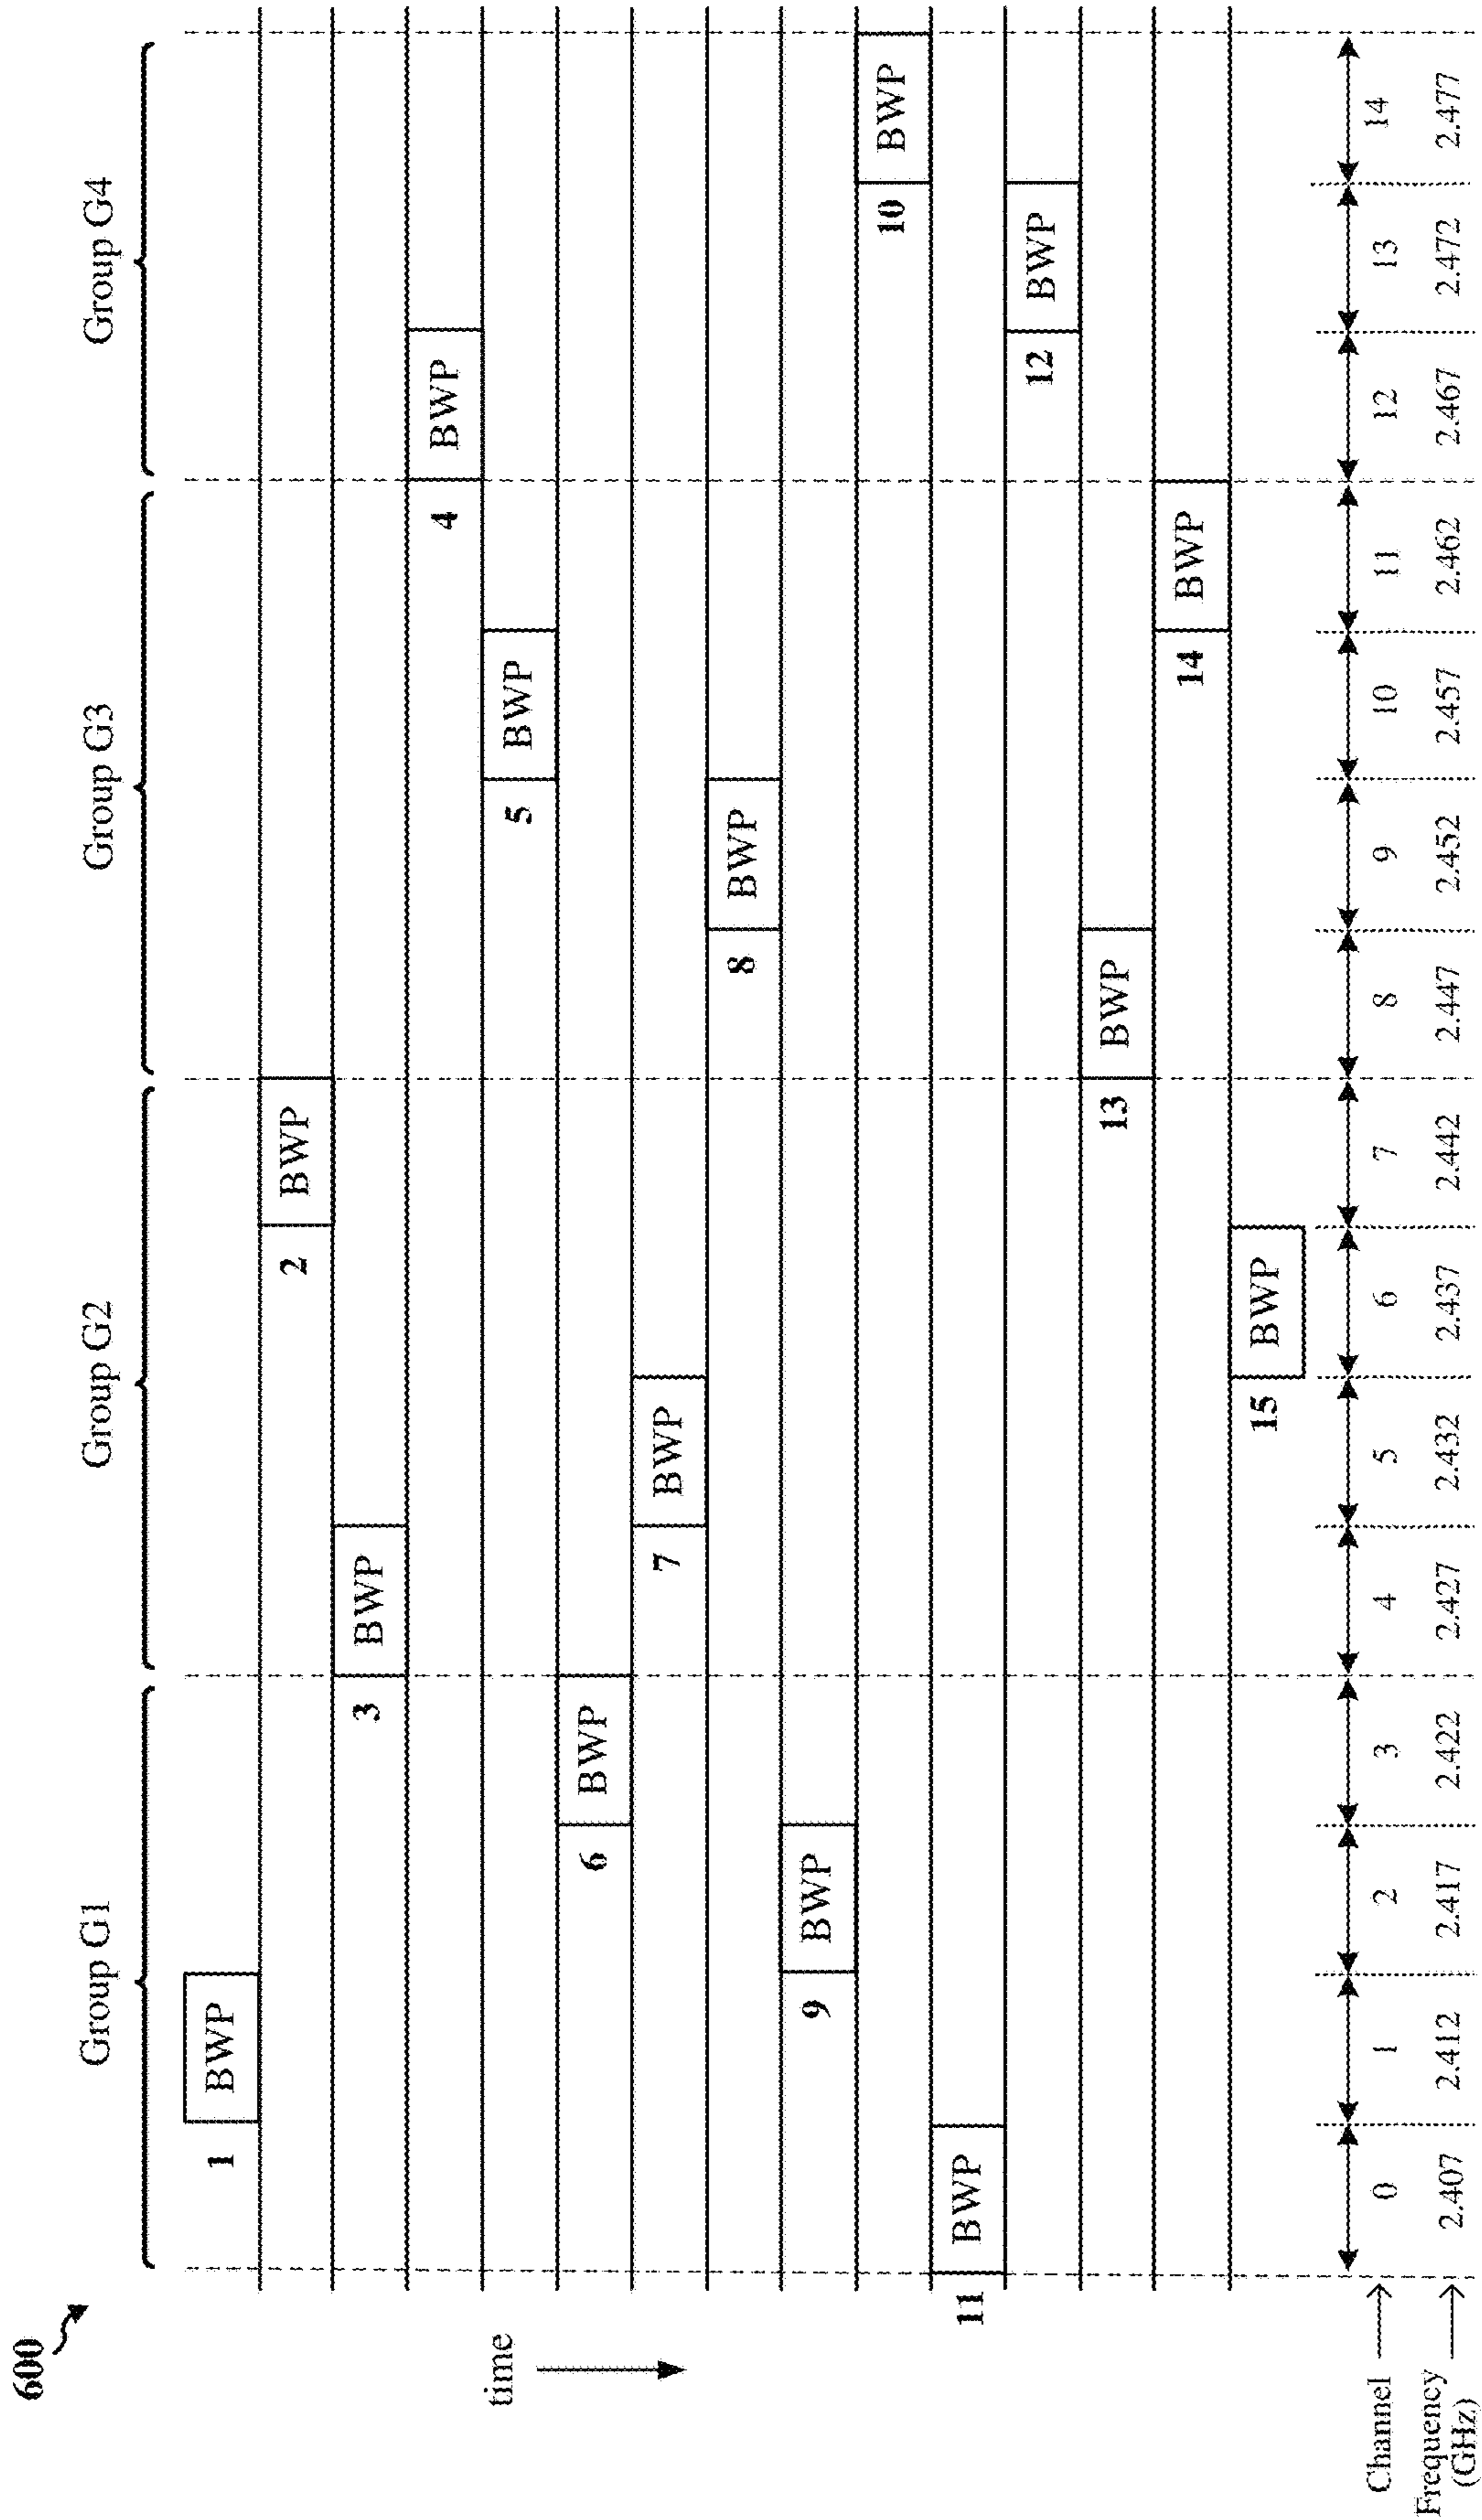 600
Group G1 Group G2 Group G3 Group G4
1 BWP
2 BWP
3 BWP
4 BWP
time
5 BWP
6 BWP
7 BWP
8 BWP
9 BWP
10 BWP
11 BWP
12 BWP
13 BWP
14 BWP
15 BWP
Channel 0 1 2 3 4 5 6 7 8 9 10 11 12 13 14
Frequency 2.407 2.412 2.417 2.422 2.427 2.432 2.437 2.442 2.447 2.452 2.457 2.462 2.467 2.472 2.477
(GHz)